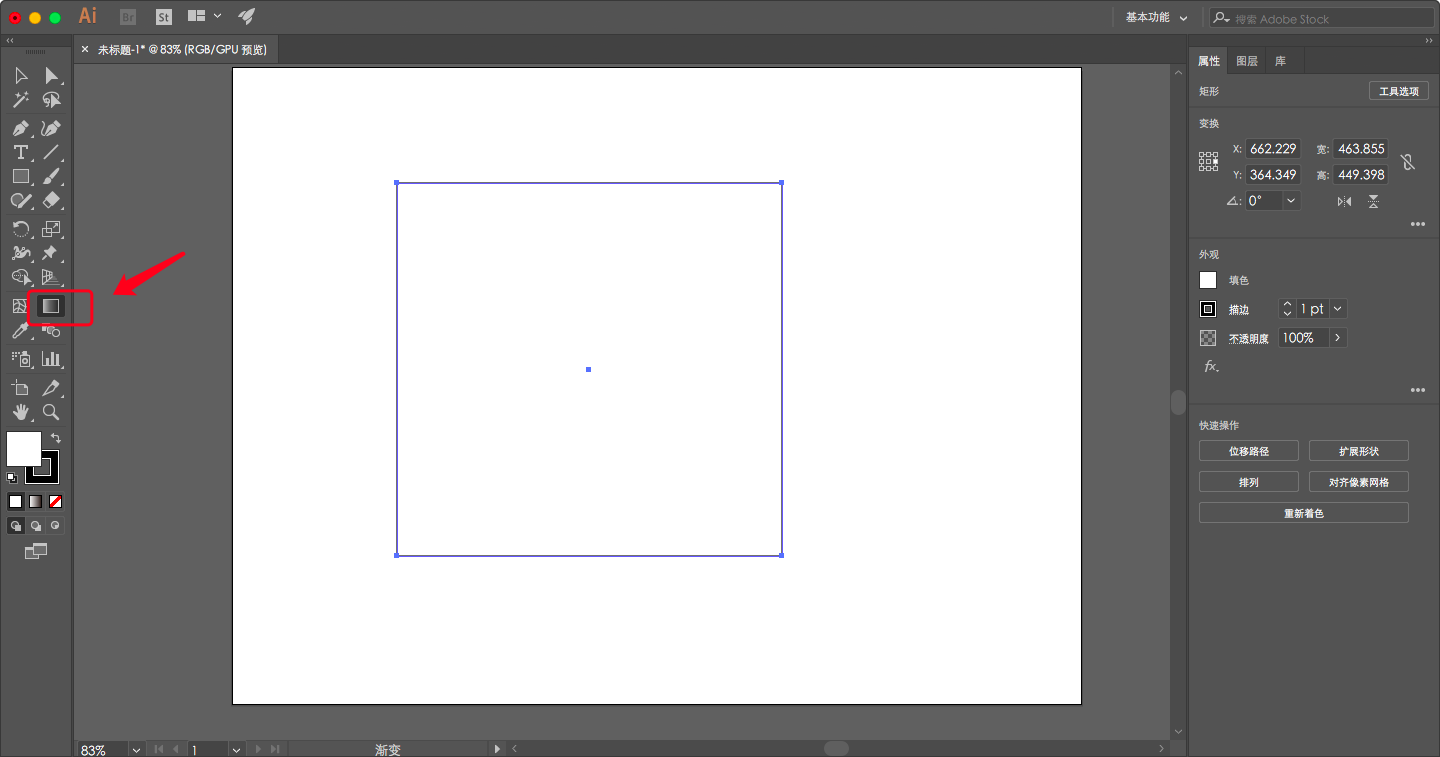 Ai Br St 基本功能 搜索 Adobe Stock
× 未标题-1* @ 83% (RGB/GPU 预览)
属性 图层 库
矩形 工具选项
变换
X: 662.229 宽: 463.855
Y: 364.349 高: 449.398
0°
外观
填色
描边 1 pt
不透明度 100%
fx
快速操作
位移路径 扩展形状
排列 对齐像素网格
重新着色
83% 1 渐变